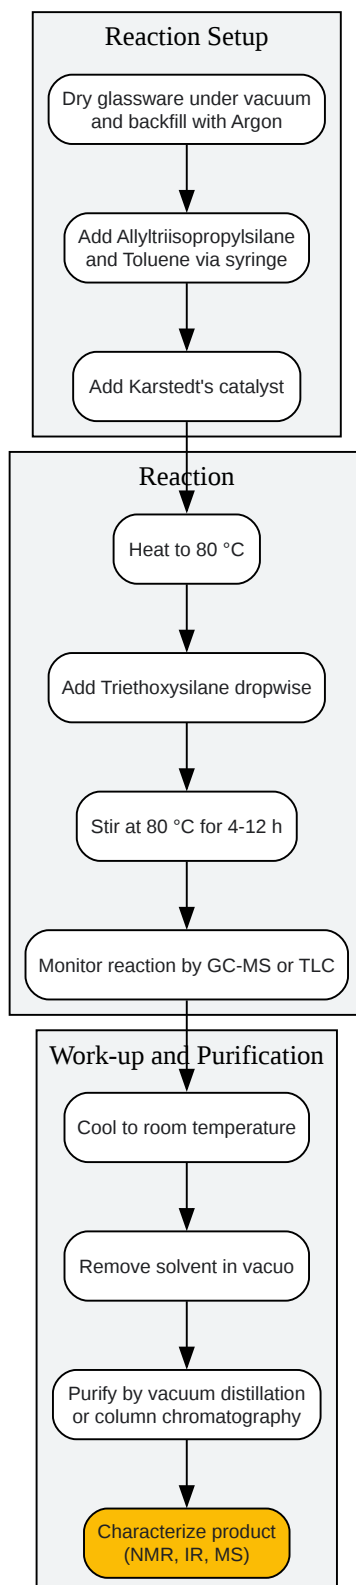 Reaction Setup
Dry glassware under vacuum
and backfill with Argon
Add Allyltriisopropylsilane
and Toluene via syringe
Add Karstedt's catalyst
Reaction
Heat to 80 °C
Add Triethoxysilane dropwise
Stir at 80 °C for 4-12 h
Monitor reaction by GC-MS or TLC
Work-up and Purification
Cool to room temperature
Remove solvent in vacuo
Purify by vacuum distillation
or column chromatography
Characterize product
(NMR, IR, MS)